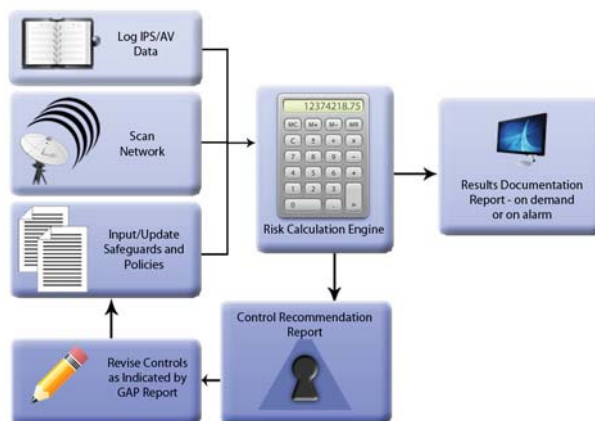 Log IPS/AV
Data
Scan
Network
Input/Update
Safeguards and
Policies
12374218.75
MC M+ M− MR
C ± ÷ ×
7 8 9 −
4 5 6 +
1 2 3
0 . =
Risk Calculation Engine
Results Documentation
Report - on demand
or on alarm
Control Recommendation
Report
Revise Controls
as Indicated by
GAP Report